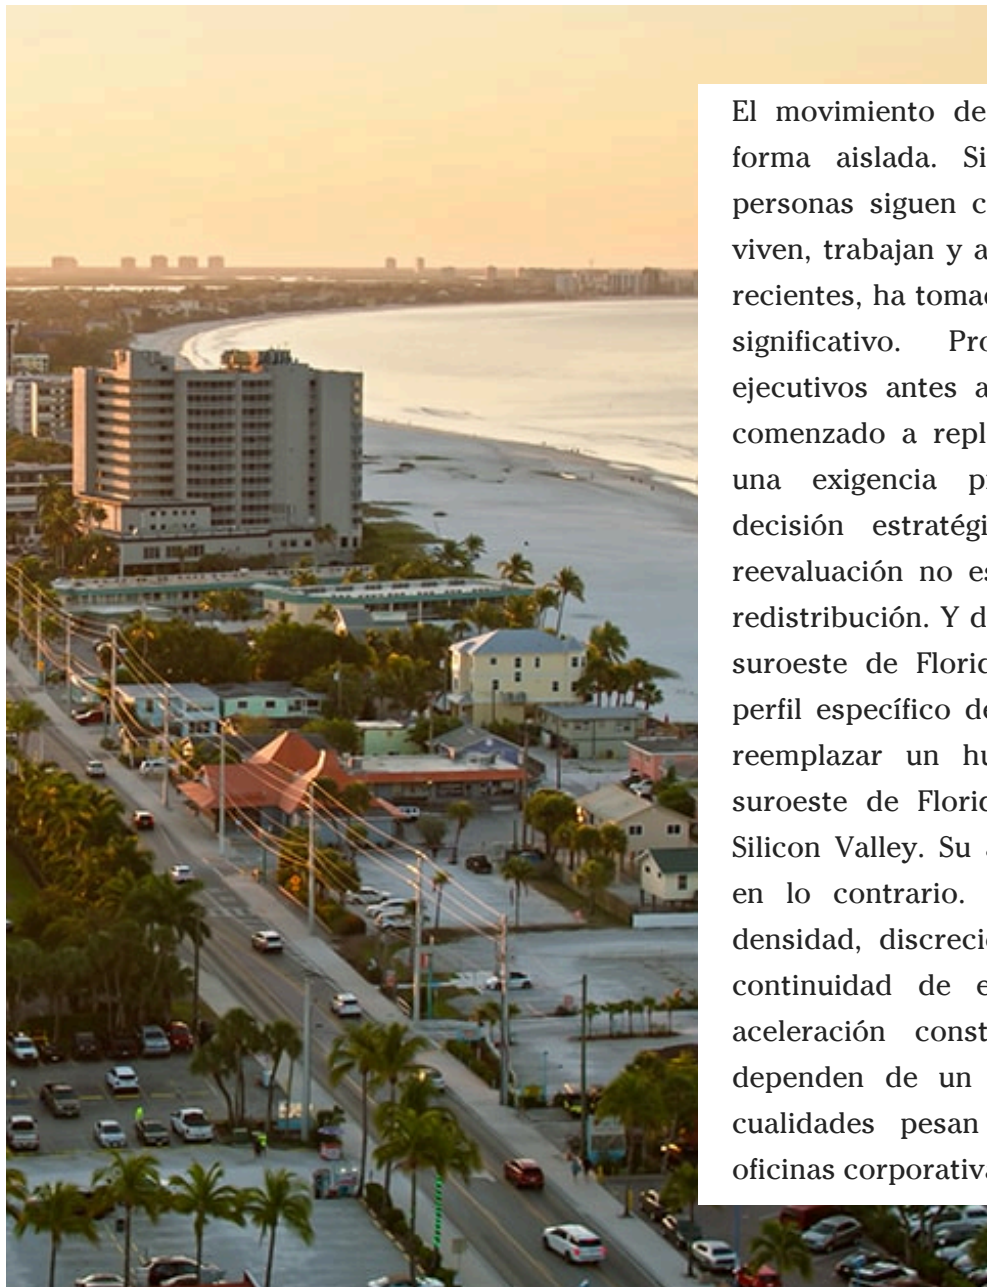 El movimiento de
forma aislada. Si
personas siguen c
viven, trabajan y a
recientes, ha tomad
significativo. Pro
ejecutivos antes a
comenzado a repl
una exigencia p
decisión estratégi
reevaluación no es
redistribución. Y d
suroeste de Florid
perfil específico de
reemplazar un hu
suroeste de Florid
Silicon Valley. Su
en lo contrario.
densidad, discreci
continuidad de e
aceleración const
dependen de un
cualidades pesan
oficinas corporativa